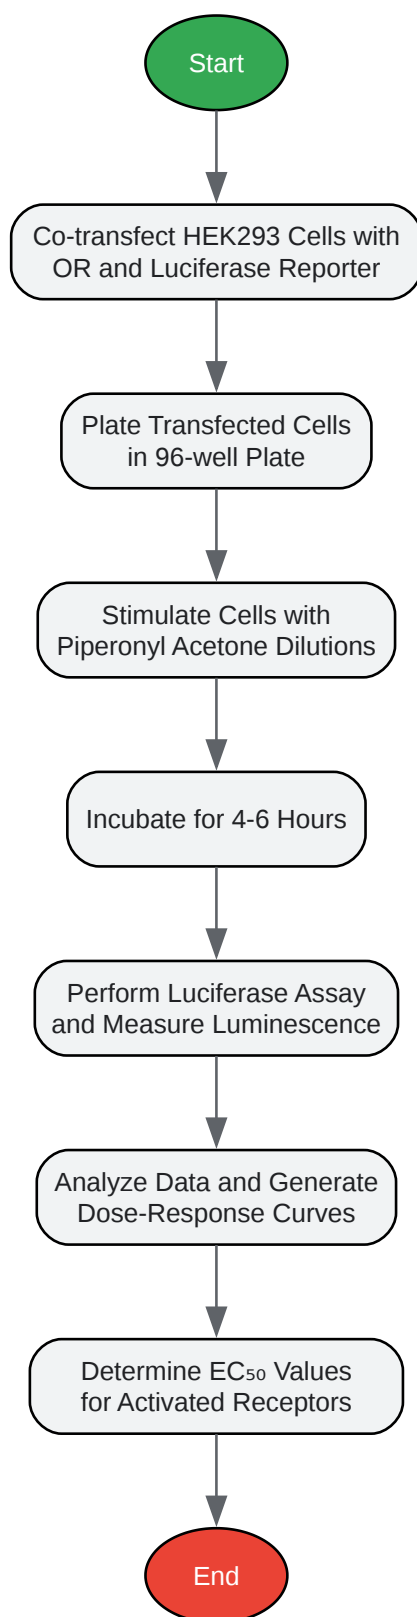 Start
Co-transfect HEK293 Cells with
OR and Luciferase Reporter
Plate Transfected Cells
in 96-well Plate
Stimulate Cells with
Piperonyl Acetone Dilutions
Incubate for 4-6 Hours
Perform Luciferase Assay
and Measure Luminescence
Analyze Data and Generate
Dose-Response Curves
Determine EC₅₀ Values
for Activated Receptors
End